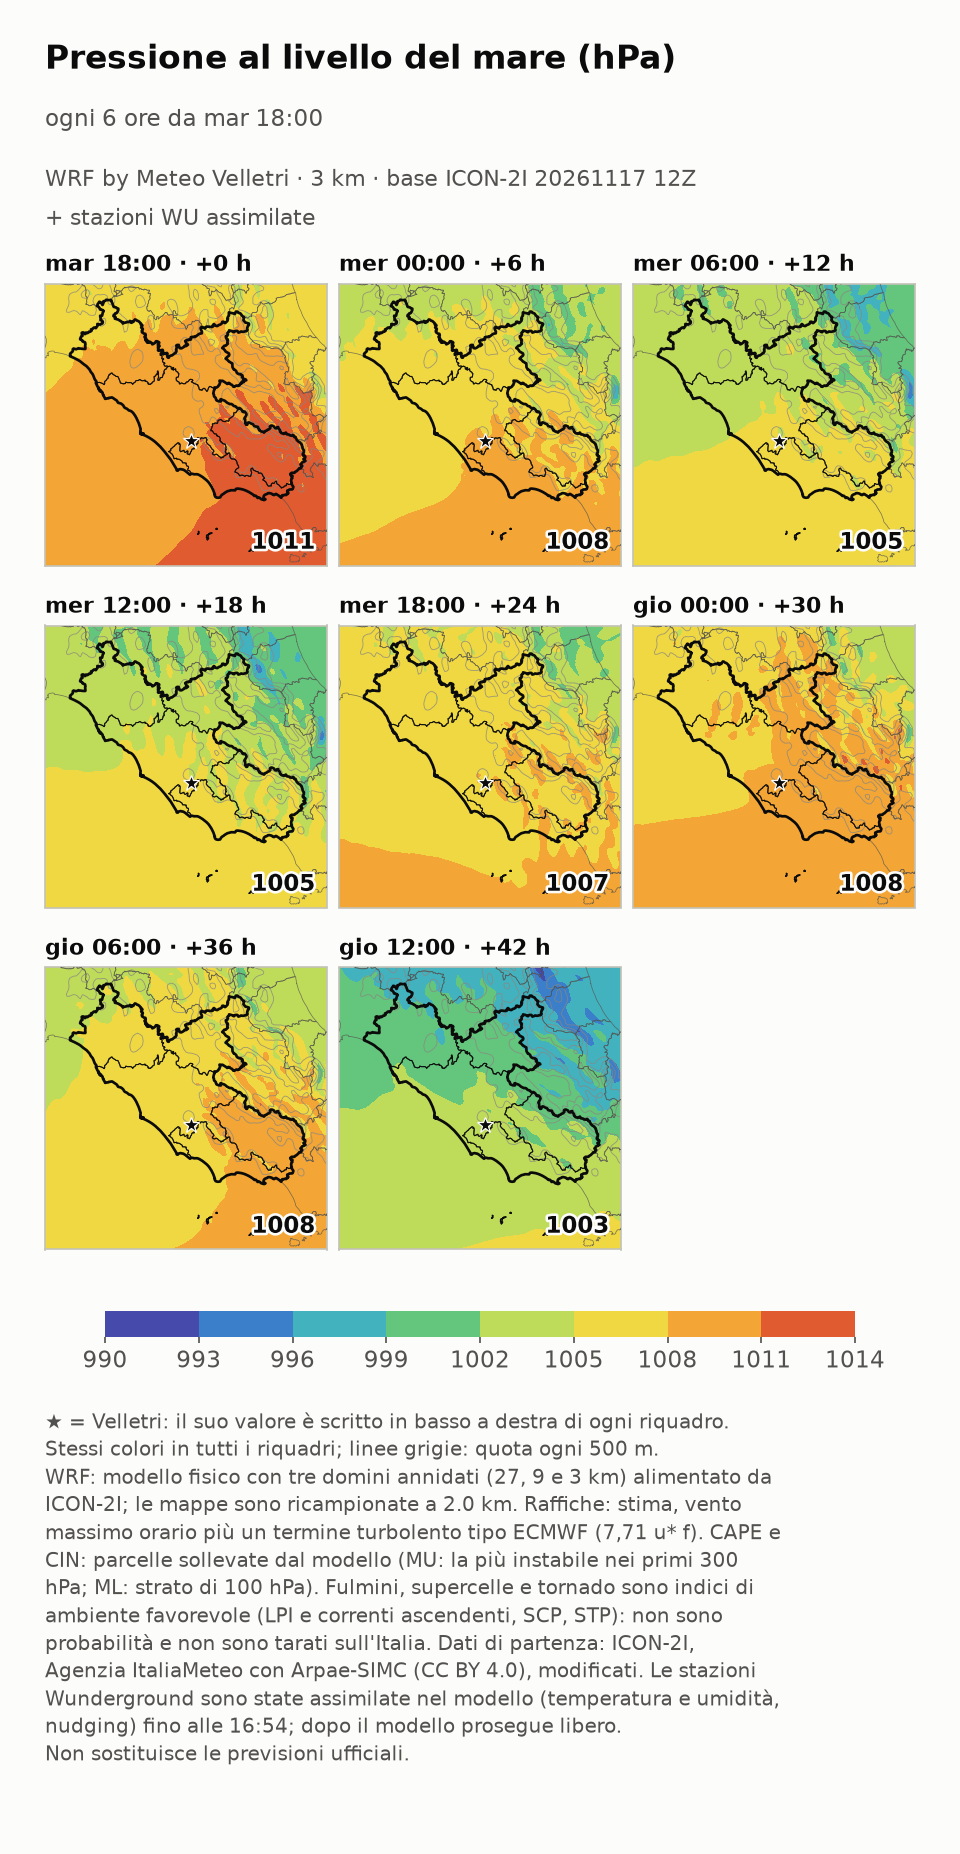 Pressione al livello del mare (hPa)
ogni 6 ore da mar 18:00
WRF by Meteo Velletri · 3 km · base ICON-2I 20261117 12Z
+ stazioni WU assimilate
mar 18:00 · +0 h
mer 00:00 · +6 h
mer 06:00 · +12 h
1011
1008
1005
mer 12:00 · +18 h
mer 18:00 · +24 h
gio 00:00 · +30 h
1005
1007
1008
gio 06:00 · +36 h
gio 12:00 · +42 h
1008
1003
990 993 996 999 1002 1005 1008 1011 1014
★ = Velletri: il suo valore è scritto in basso a destra di ogni riquadro.
Stessi colori in tutti i riquadri; linee grigie: quota ogni 500 m.
WRF: modello fisico con tre domini annidati (27, 9 e 3 km) alimentato da
ICON-2I; le mappe sono ricampionate a 2.0 km. Raffiche: stima, vento
massimo orario più un termine turbolento tipo ECMWF (7,71 u* f). CAPE e
CIN: parcelle sollevate dal modello (MU: la più instabile nei primi 300
hPa; ML: strato di 100 hPa). Fulmini, supercelle e tornado sono indici di
ambiente favorevole (LPI e correnti ascendenti, SCP, STP): non sono
probabilità e non sono tarati sull'Italia. Dati di partenza: ICON-2I,
Agenzia ItaliaMeteo con Arpae-SIMC (CC BY 4.0), modificati. Le stazioni
Wunderground sono state assimilate nel modello (temperatura e umidità,
nudging) fino alle 16:54; dopo il modello prosegue libero.
Non sostituisce le previsioni ufficiali.